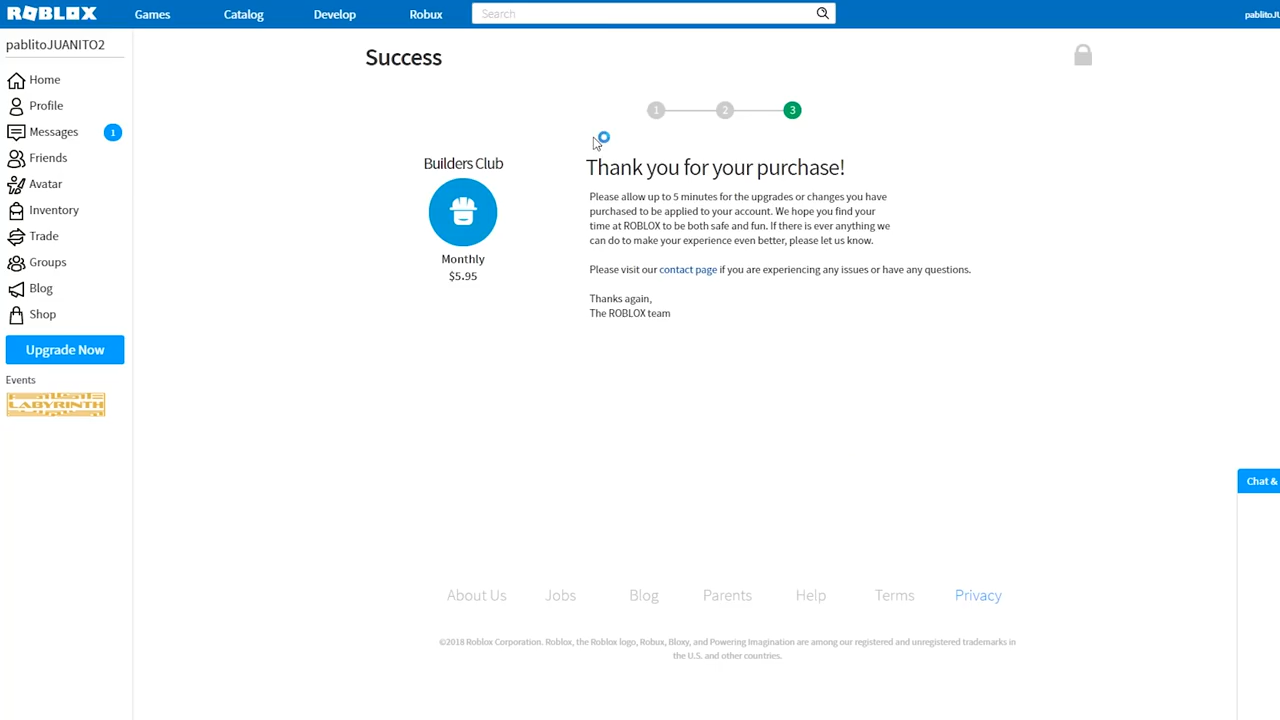 ROBLOX
Games
Catalog
Develop
Robux
Search
pablitoJU
pablitoJUANITO2
Home
Profile
Messages
1
Friends
Avatar
Inventory
Trade
Groups
Blog
Shop
Upgrade Now
Events
LABYRINTH
Success
1
2
3
Builders Club
Monthly
$5.95
Thank you for your purchase!
Please allow up to 5 minutes for the upgrades or changes you have
purchased to be applied to your account. We hope you find your
time at ROBLOX to be both safe and fun. If there is ever anything we
can do to make your experience even better, please let us know.
Please visit our contact page if you are experiencing any issues or have any questions.
Thanks again,
The ROBLOX team
Chat &
About Us
Jobs
Blog
Parents
Help
Terms
Privacy
©2018 Roblox Corporation. Roblox, the Roblox logo, Robux, Bloxy, and Powering Imagination are among our registered and unregistered trademarks in
the U.S. and other countries.